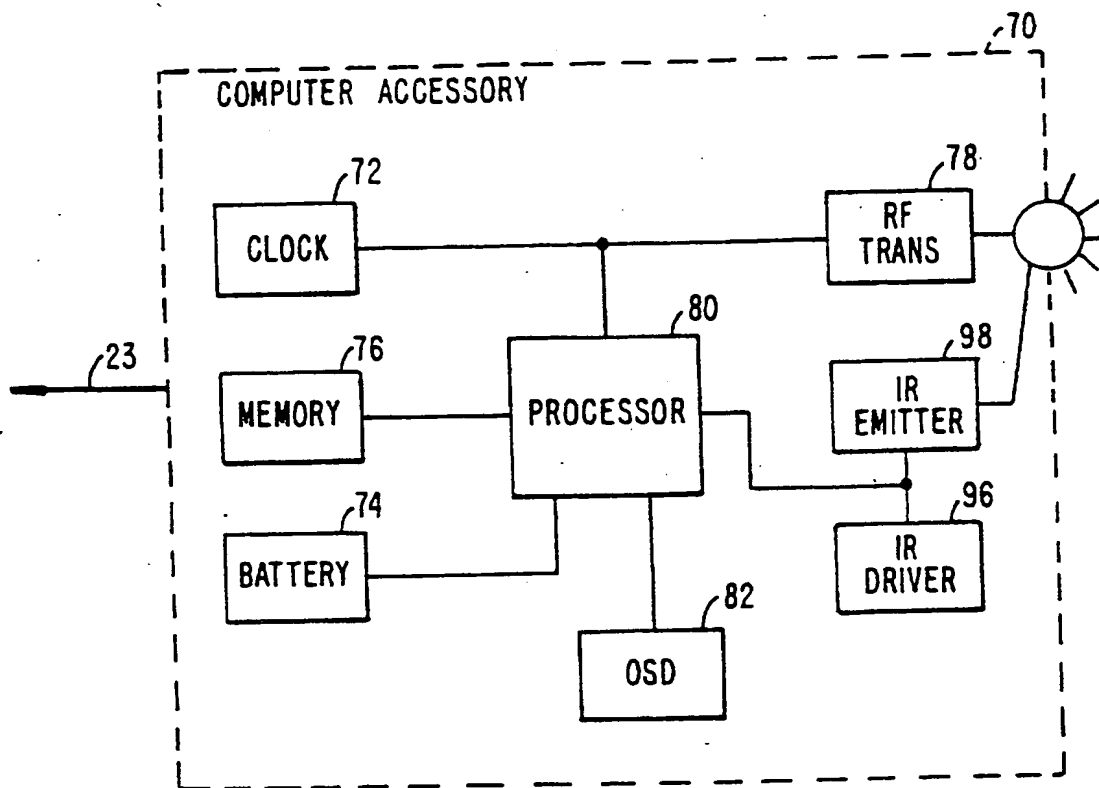 70
COMPUTER ACCESSORY
72
CLOCK
78
RF
TRANS
80
PROCESSOR
23
76
MEMORY
98
IR
EMITTER
74
BATTERY
96
IR
DRIVER
82
OSD